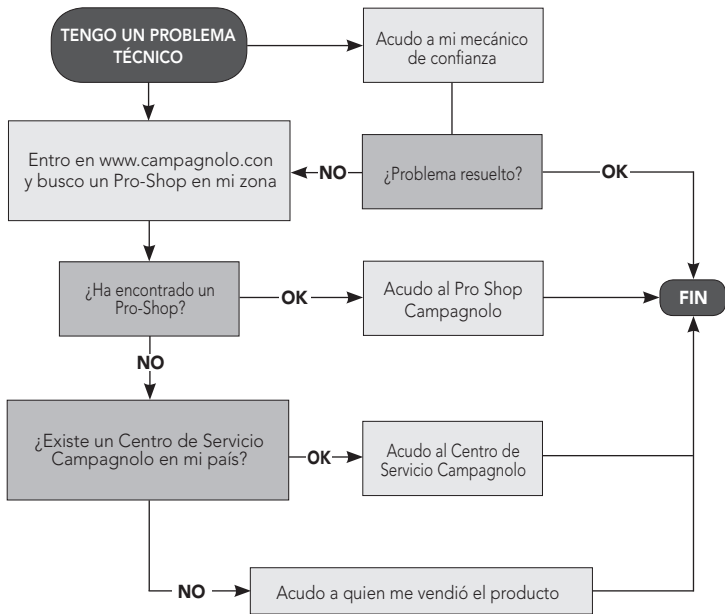 TENGO UN PROBLEMA
TÉCNICO
Acudo a mi mecánico
de confianza
Entro en www.campagnolo.con
y busco un Pro-Shop en mi zona
NO
¿Problema resuelto?
OK
¿Ha encontrado un
Pro-Shop?
OK
Acudo al Pro Shop
Campagnolo
FIN
NO
¿Existe un Centro de Servicio
Campagnolo en mi país?
OK
Acudo al Centro de
Servicio Campagnolo
NO
Acudo a quien me vendió el producto